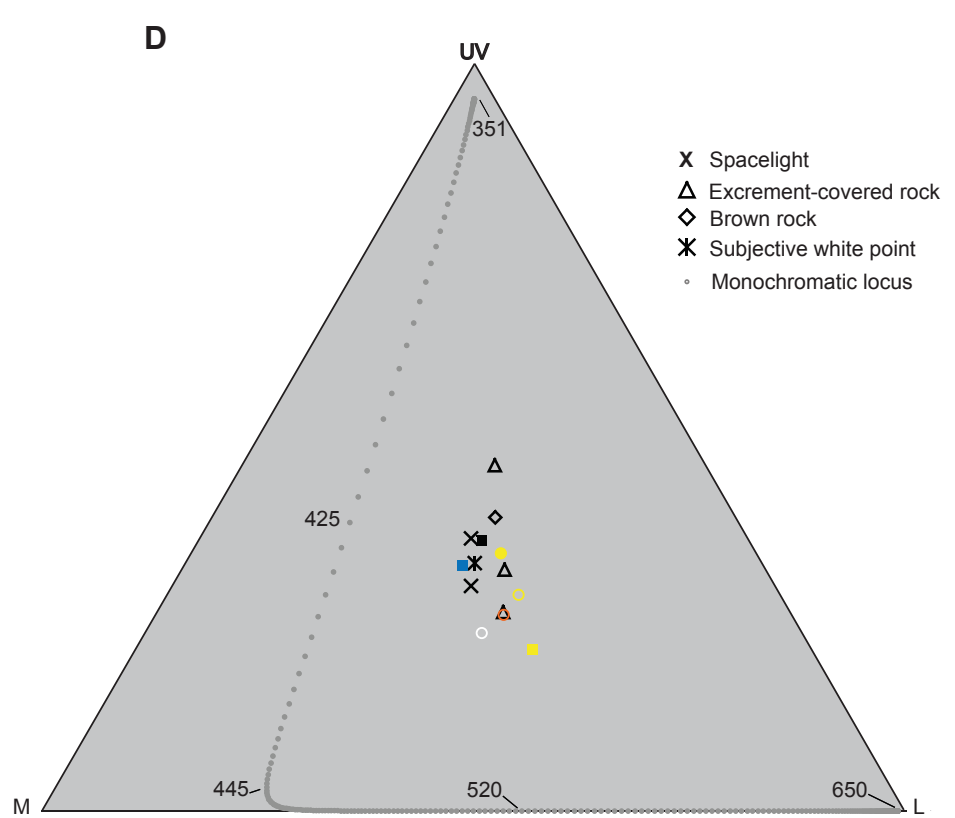 D
UV
351
X Spacelight
Excrement-covered rock
Brown rock
Subjective white point
Monochromatic locus
425
445
520
650
M
L